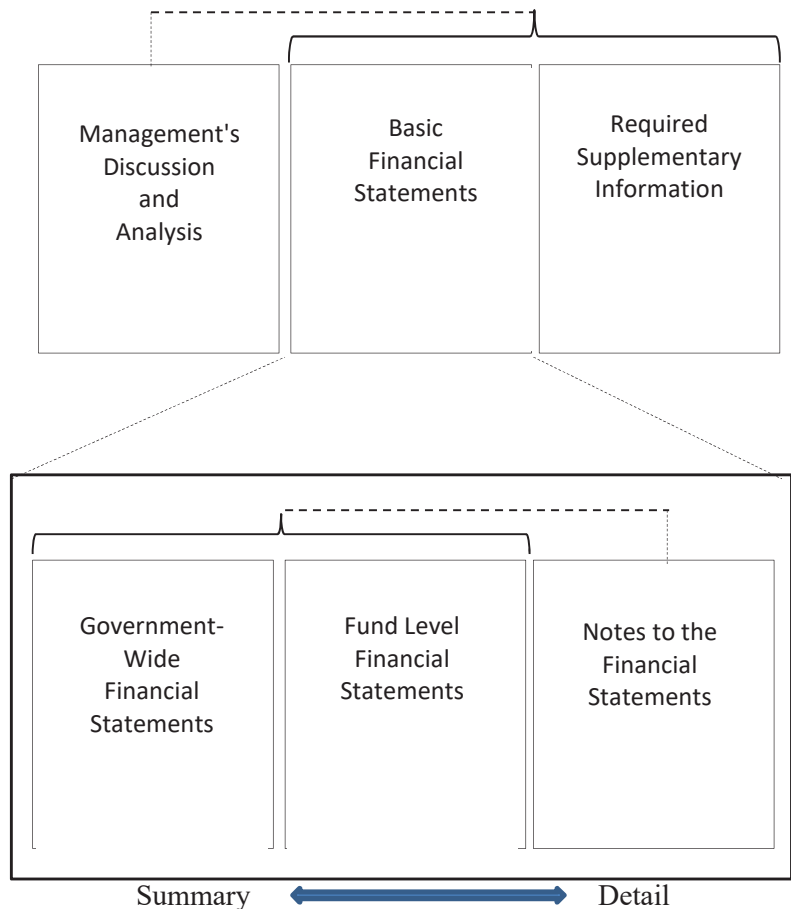 Management's
Discussion
and
Analysis
Basic
Financial
Statements
Required
Supplementary
Information
Government-
Wide
Financial
Statements
Fund Level
Financial
Statements
Notes to the
Financial
Statements
Summary
Detail